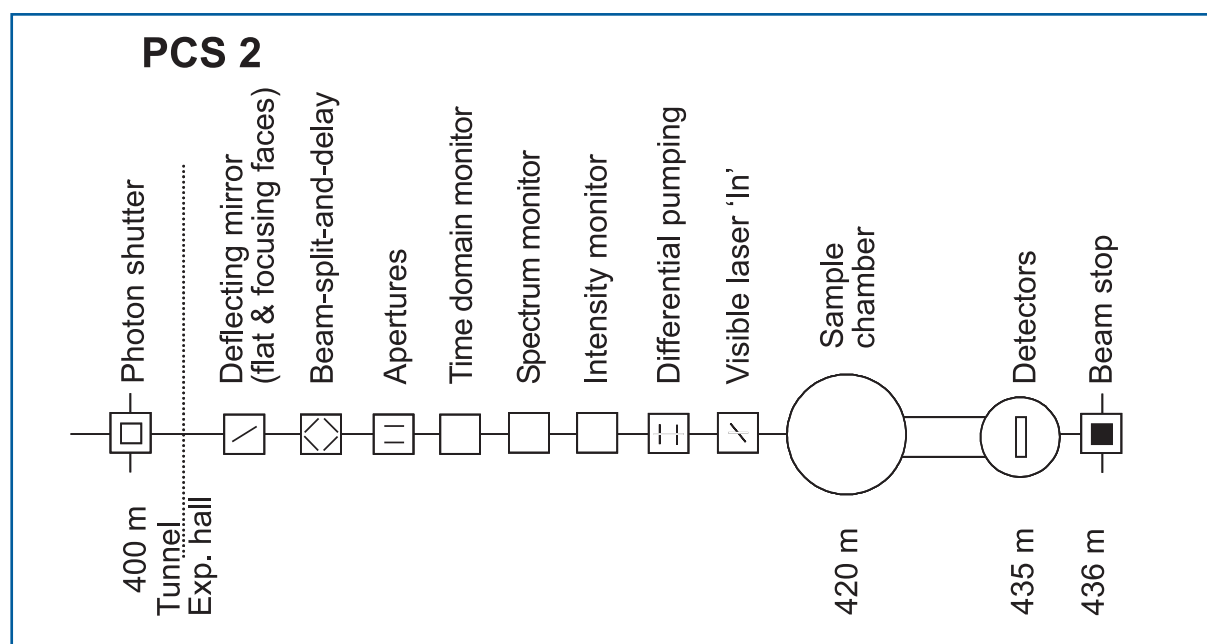 PCS 2
Photon shutter
Deflecting mirror
(flat & focusing faces)
Beam-split-and-delay
Apertures
Time domain monitor
Spectrum monitor
Intensity monitor
Differential pumping
Visible laser ‘In’
Sample
chamber
Detectors
Beam stop
400 m
Tunnel
Exp. hall
420 m
435 m
436 m